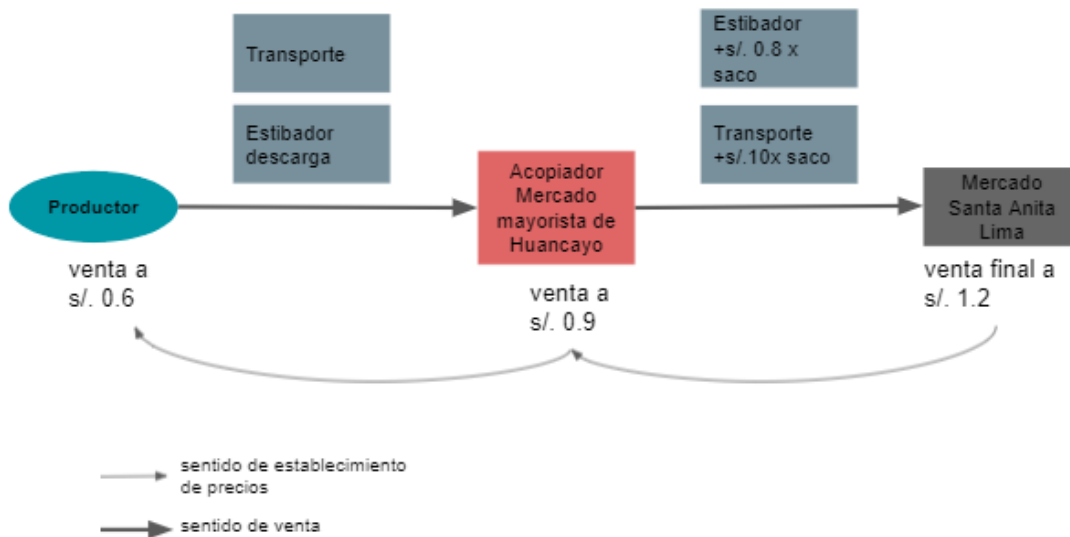 Transporte
Estibador
descarga
Estibador
+s/. 0.8 x
saco
Transporte
+s/.10x saco
Productor
Acopiador
Mercado
mayorista de
Huancayo
Mercado
Santa Anita
Lima
venta a
s/. 0.6
venta a
s/. 0.9
venta final a
s/. 1.2
sentido de establecimiento
de precios
sentido de venta